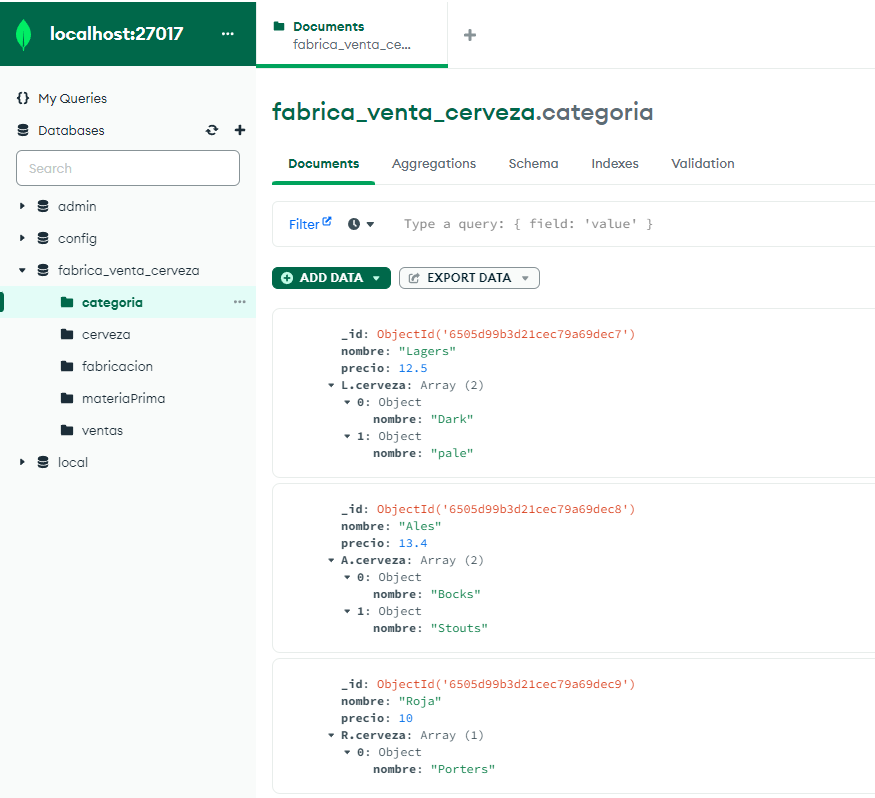 localhost:27017 ...
{} My Queries
Databases
Search
admin
config
fabrica_venta_cerveza
categoria ...
cerveza
fabricacion
materiaPrima
ventas
local
Documents
fabrica_venta_ce...
+
fabrica_venta_cerveza.categoria
Documents Aggregations Schema Indexes Validation
Filter Type a query: { field: 'value' }
ADD DATA EXPORT DATA
_id: ObjectId('6505d99b3d21cec79a69dec7')
nombre: "Lagers"
precio: 12.5
L.cerveza: Array (2)
0: Object
nombre: "Dark"
1: Object
nombre: "pale"
_id: ObjectId('6505d99b3d21cec79a69dec8')
nombre: "Ales"
precio: 13.4
A.cerveza: Array (2)
0: Object
nombre: "Bocks"
1: Object
nombre: "Stouts"
_id: ObjectId('6505d99b3d21cec79a69dec9')
nombre: "Roja"
precio: 10
R.cerveza: Array (1)
0: Object
nombre: "Porters"